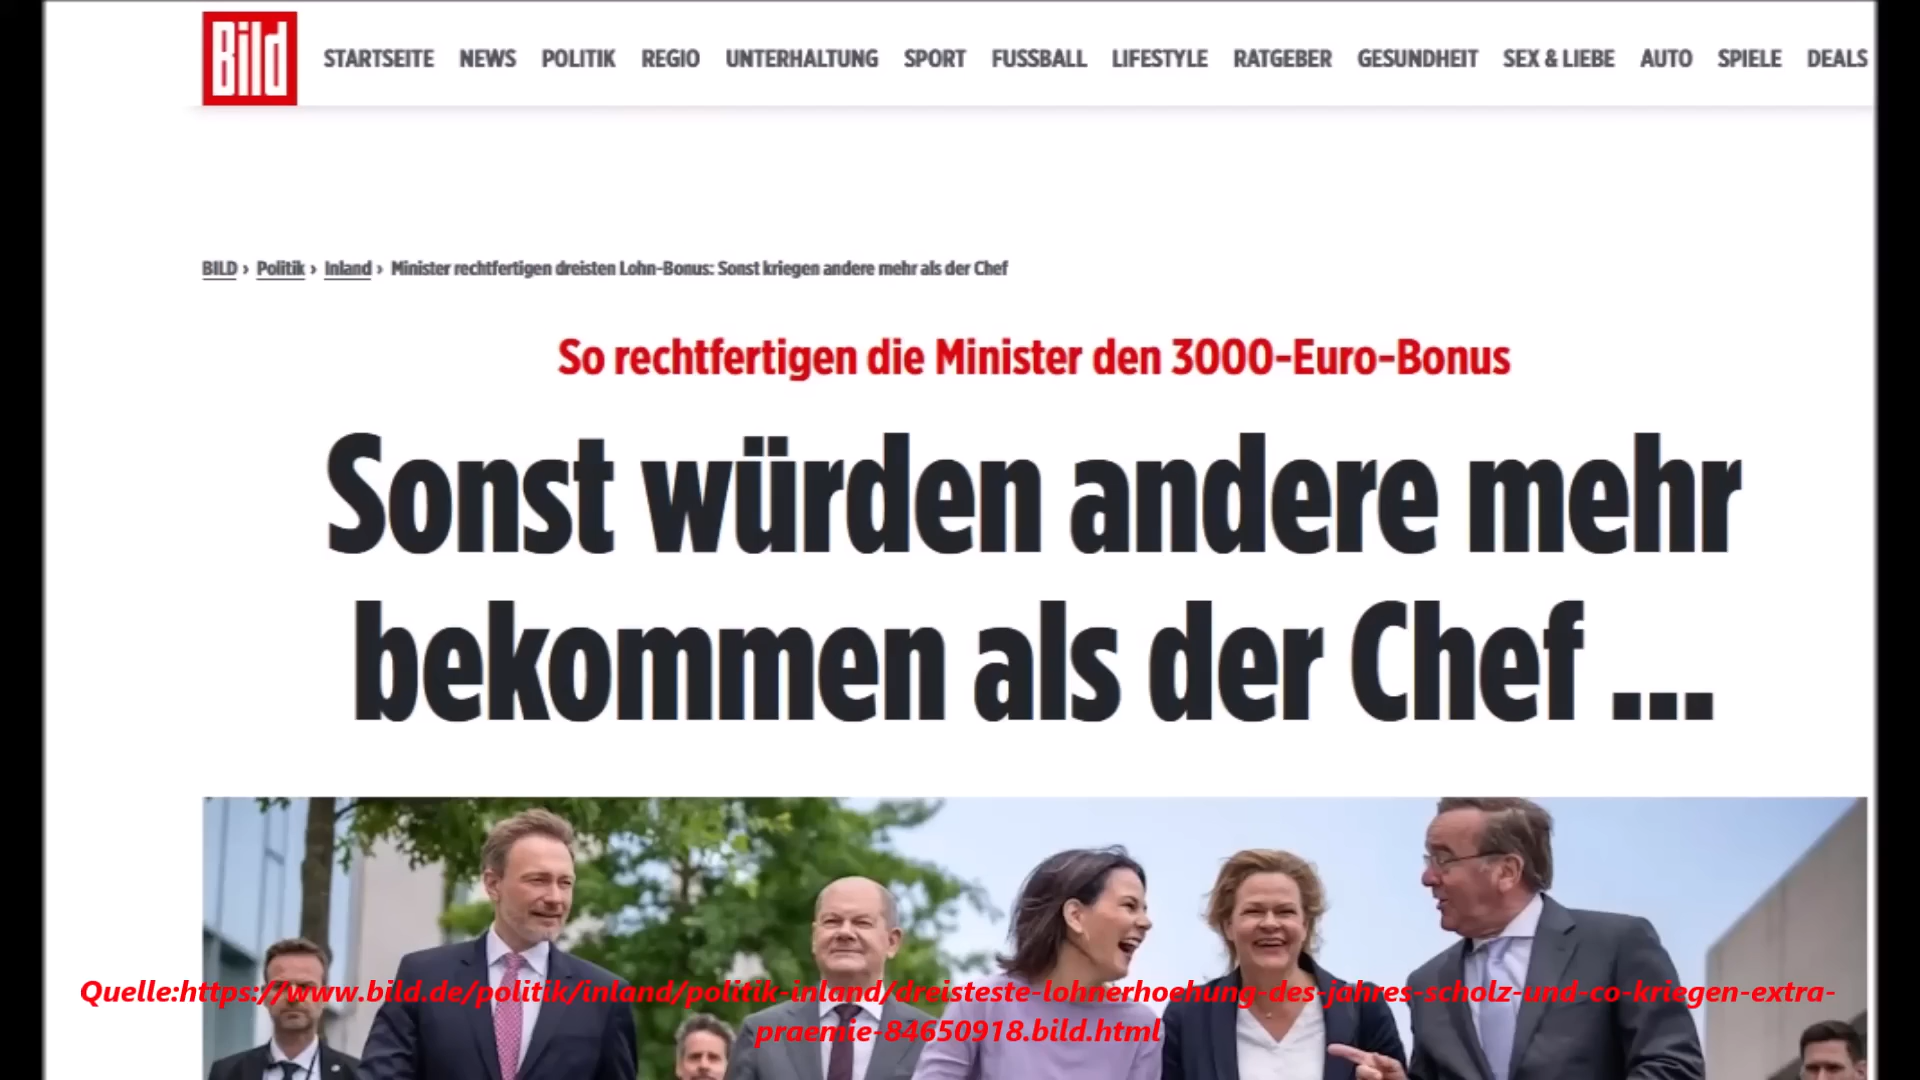 Bild STARTSEITE NEWS POLITIK REGIO UNTERHALTUNG SPORT FUSSBALL LIFESTYLE RATGEBER GESUNDHEIT SEX & LIEBE AUTO SPIELE DEALS
BILD › Politik › Inland › Minister rechtfertigen dreisten Lohn-Bonus: Sonst kriegen andere mehr als der Chef
So rechtfertigen die Minister den 3000-Euro-Bonus
Sonst würden andere mehr
bekommen als der Chef ...
Quelle:https://www.bild.de/politik/inland/politik-inland/dreisteste-lohnerhoehung-des-jahres-scholz-und-co-kriegen-extra-
praemie-84650918.bild.html